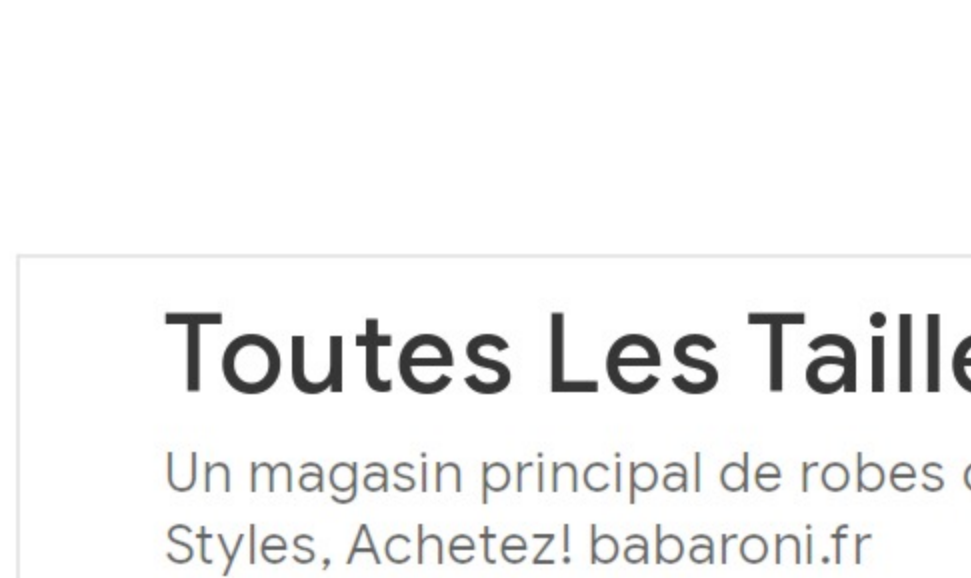 Toutes Les Taille
Un magasin principal de robes
Styles, Achetez! babaroni.fr